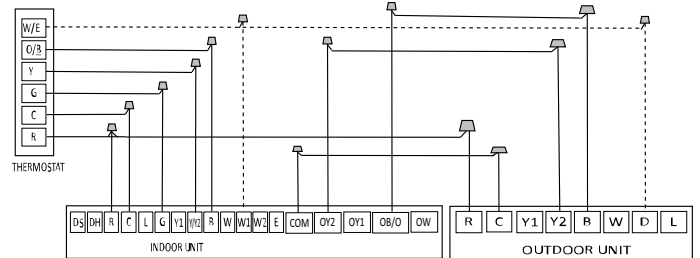 W/E
O/B
Y
G
C
R
THERMOSTAT
DS DH R C L G Y1 Y/Y2 B W W1 W2 E COM OY2 OY1 OB/O OW
INDOOR UNIT
R C Y1 Y2 B W D L
OUTDOOR UNIT